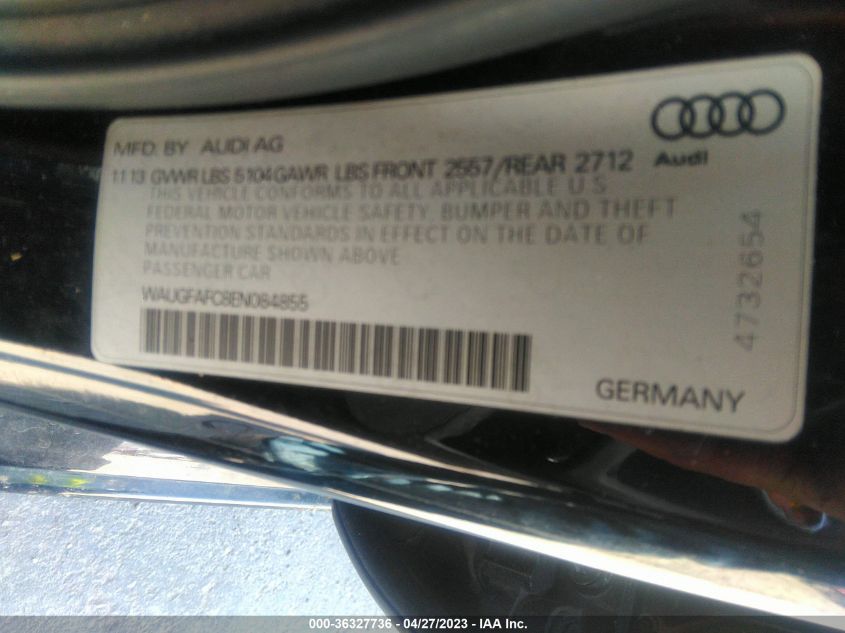 MFD. BY AUDI AG
Audi
11 13 GVWR LBS 5104 GAWR LBS FRONT 2557/REAR 2712
THIS VEHICLE CONFORMS TO ALL APPLICABLE U.S
FEDERAL MOTOR VEHICLE SAFETY, BUMPER AND THEFT
PREVENTION STANDARDS IN EFFECT ON THE DATE OF
MANUFACTURE SHOWN ABOVE
PASSENGER CAR
WAUGFAFC8EN084855
4732654
GERMANY
000-36327736 - 04/27/2023 - IAA Inc.